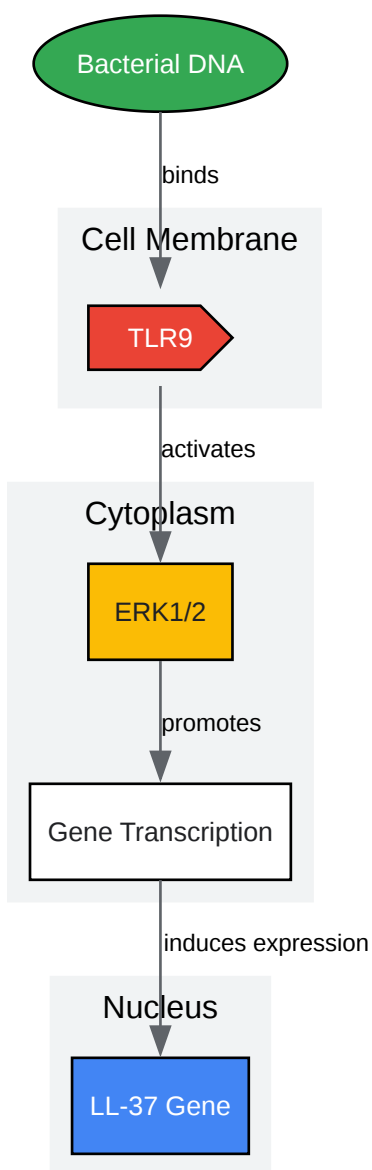 Bacterial DNA
binds
Cell Membrane
TLR9
activates
Cytoplasm
ERK1/2
promotes
Gene Transcription
induces expression
Nucleus
LL-37 Gene